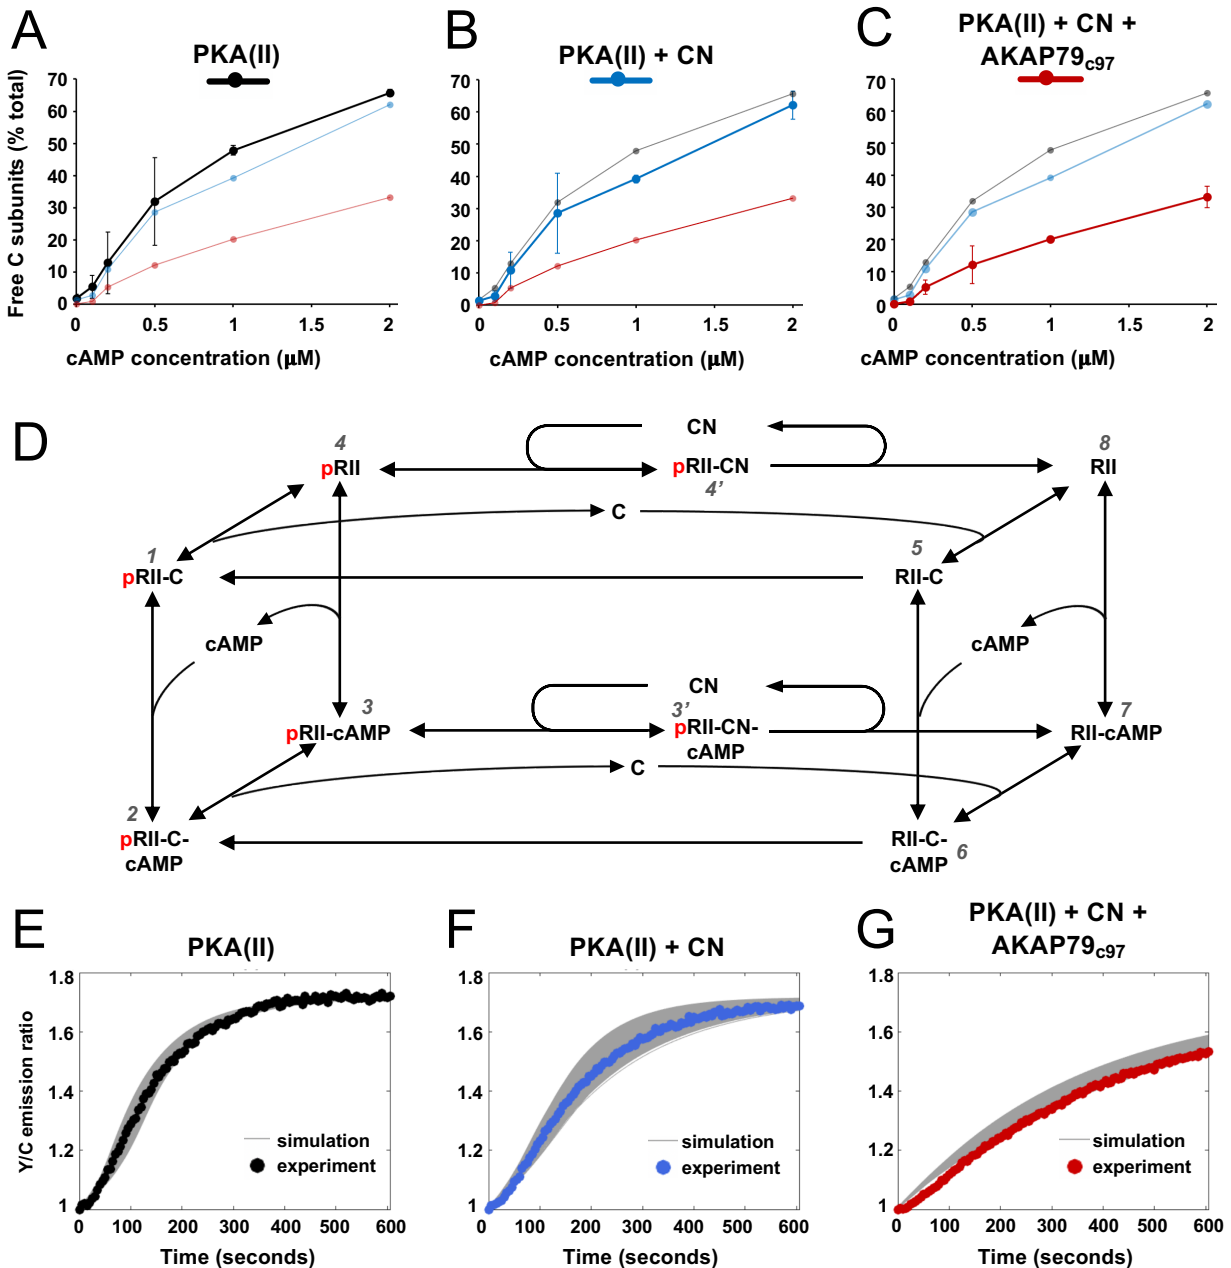 A
PKA(II)
Free C subunits (% total)
70
60
50
40
30
20
10
0
0
0.5
1
1.5
2
cAMP concentration (μM)
B
PKA(II) + CN
70
60
50
40
30
20
10
0
0
0.5
1
1.5
2
cAMP concentration (μM)
C
PKA(II) + CN +
AKAP79c97
70
60
50
40
30
20
10
0
0
0.5
1
1.5
2
cAMP concentration (μM)
D
CN
4
pRII
pRII-CN
4'
8
RII
C
1
pRII-C
5
RII-C
cAMP
cAMP
CN
3
pRII-cAMP
3'
pRII-CN-
cAMP
7
RII-cAMP
C
2
pRII-C-
cAMP
RII-C-
cAMP 6
E
PKA(II)
Y/C emission ratio
1.8
1.6
1.4
1.2
1
simulation
experiment
0
100
200
300
400
500
600
Time (seconds)
F
PKA(II) + CN
1.8
1.6
1.4
1.2
1
simulation
experiment
0
100
200
300
400
500
600
Time (seconds)
G
PKA(II) + CN +
AKAP79c97
1.8
1.6
1.4
1.2
1
simulation
experiment
0
100
200
300
400
500
600
Time (seconds)